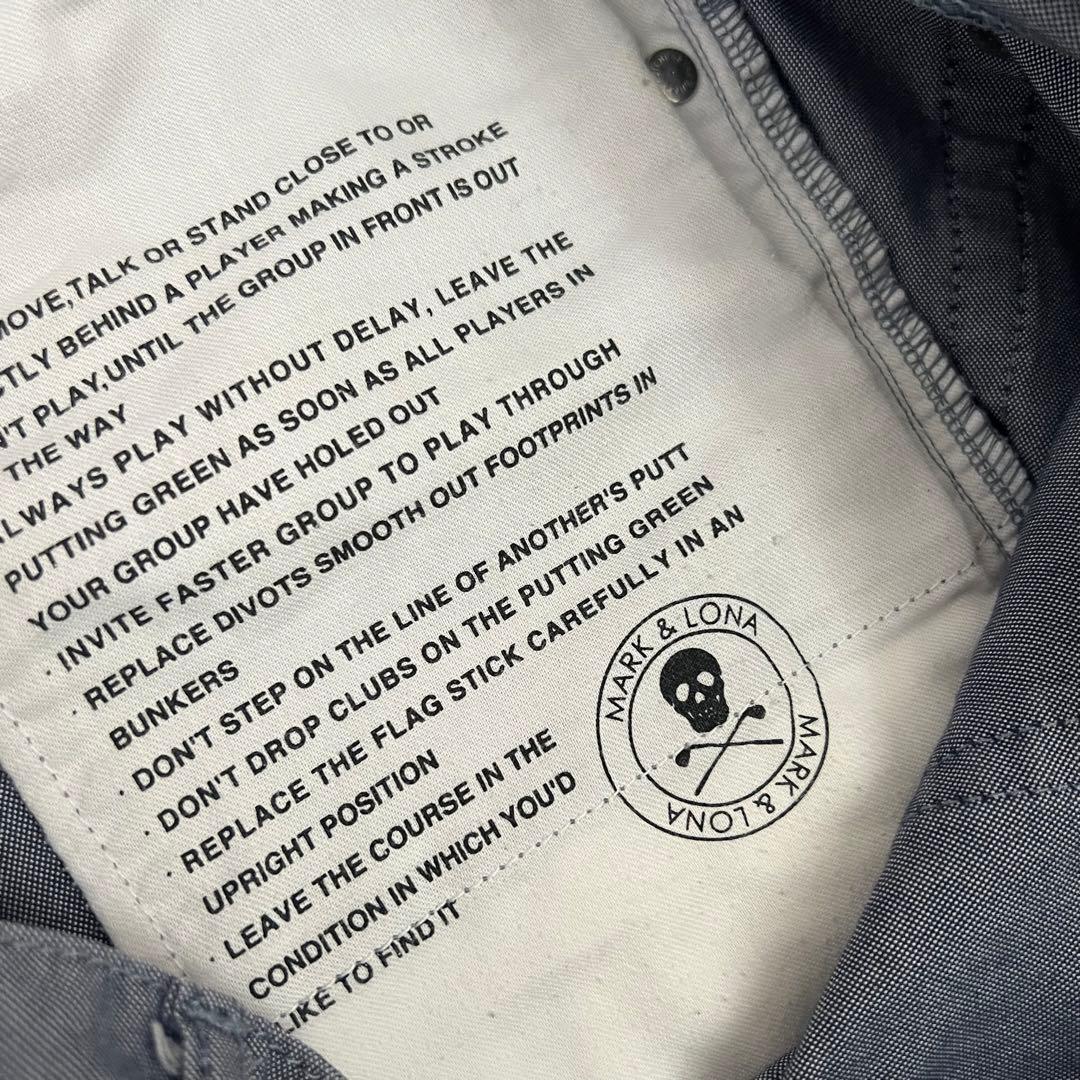 MOVE,TALK OR STAND CLOSE TO OR
CTLY BEHIND A PLAYER MAKING A STROKE
N'T PLAY,UNTIL THE GROUP IN FRONT IS OUT
THE WAY
ALWAYS PLAY WITHOUT DELAY, LEAVE THE
PUTTING GREEN AS SOON AS ALL PLAYERS IN
YOUR GROUP HAVE HOLED OUT
· INVITE FASTER GROUP TO PLAY THROUGH
· REPLACE DIVOTS SMOOTH OUT FOOTPRINTS IN
BUNKERS
· DON'T STEP ON THE LINE OF ANOTHER'S PUTT
· DON'T DROP CLUBS ON THE PUTTING GREEN
· REPLACE THE FLAG STICK CAREFULLY IN AN
UPRIGHT POSITION
· LEAVE THE COURSE IN THE
CONDITION IN WHICH YOU'D
LIKE TO FIND IT
MARK & LONA
MARK & LONA
MARK & LONA